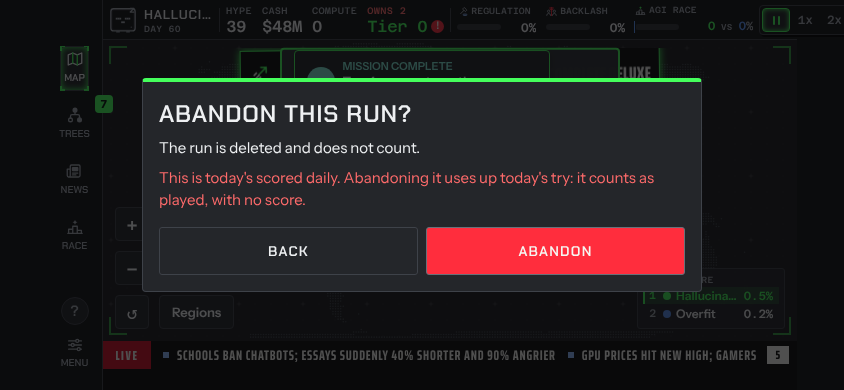 HALLUCI...
DAY 60
HYPE
39
CASH
$48M
COMPUTE
0
OWNS 2
Tier 0 !
REGULATION
0%
BACKLASH
0%
AGI RACE
0 vs 0%
1x 2x
MAP
7
TREES
NEWS
RACE
?
MENU
MISSION COMPLETE
ELUXE
ABANDON THIS RUN?
The run is deleted and does not count.
This is today's scored daily. Abandoning it uses up today's try: it counts as
played, with no score.
BACK
ABANDON
+
−
Regions
RE
1 Hallucina... 0.5%
2 Overfit 0.2%
LIVE
SCHOOLS BAN CHATBOTS; ESSAYS SUDDENLY 40% SHORTER AND 90% ANGRIER
GPU PRICES HIT NEW HIGH; GAMERS
5